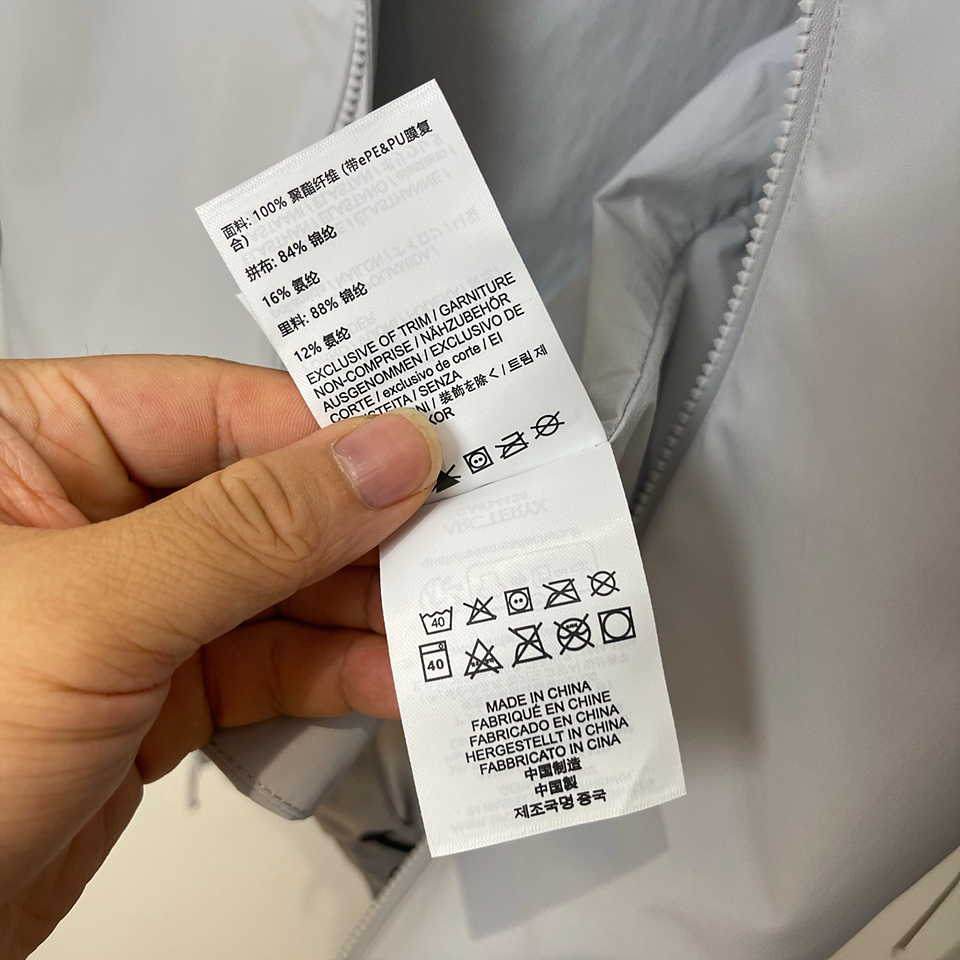 面料: 100% 聚酯纤维 (带ePE&PU膜复
合)
拼布: 84% 锦纶
16% 氨纶
里料: 88% 锦纶
12% 氨纶
EXCLUSIVE OF TRIM / GARNITURE
NON-COMPRISE / NÄHZUBEHÖR
AUSGENOMMEN / EXCLUSIVO DE
CORTE / exclusivo de corte / EI
/ SENZA
/ 装飾を除く / 트림 제
40
40
MADE IN CHINA
FABRIQUÉ EN CHINE
FABRICADO EN CHINA
HERGESTELLT IN CHINA
FABBRICATO IN CINA
中国制造
中国製
제조국명 중국